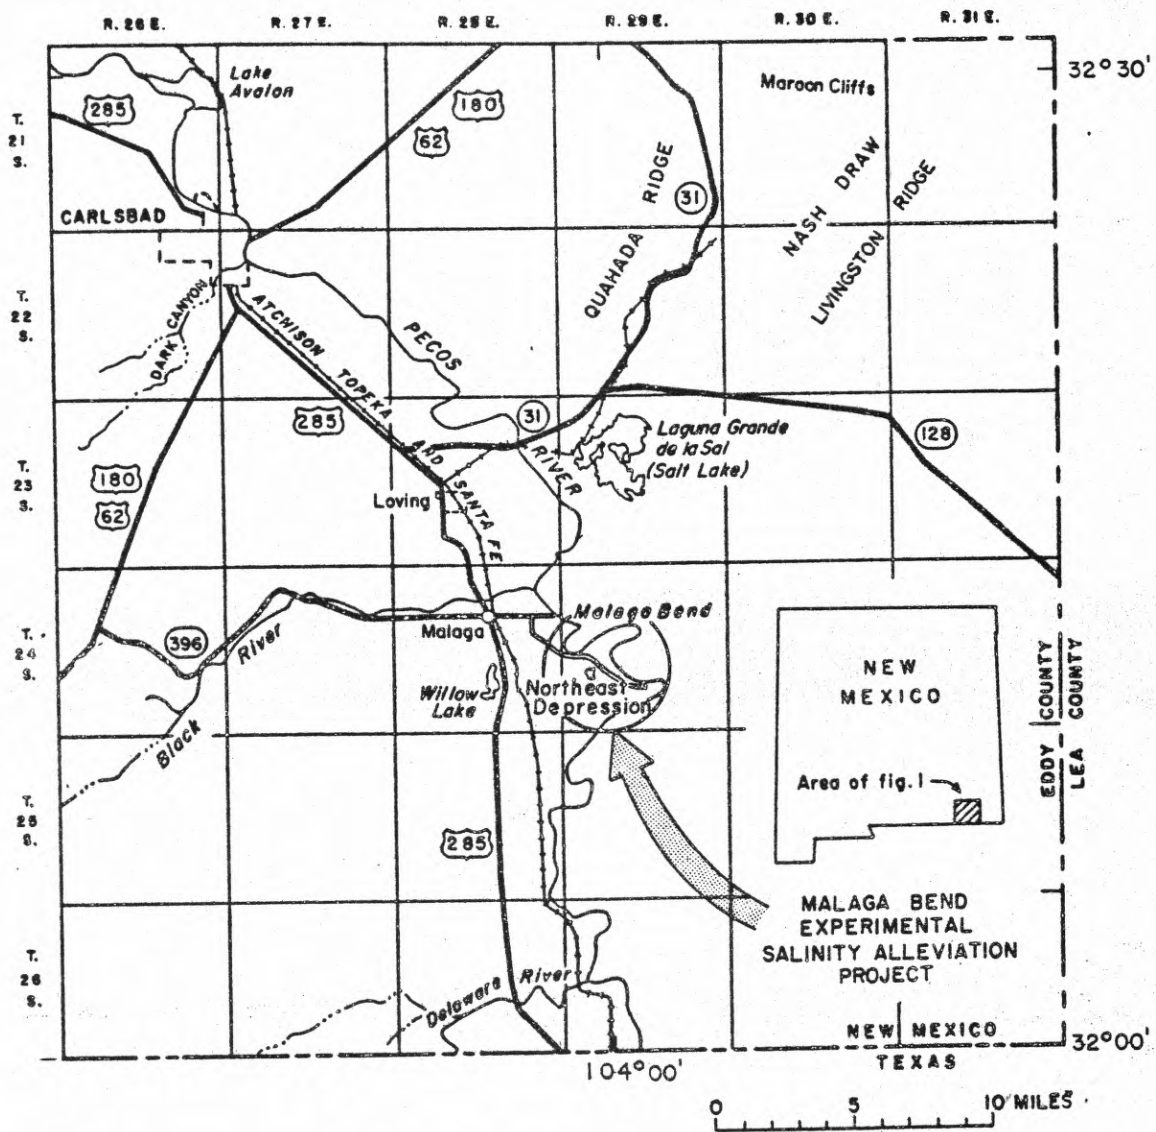 R. 26 E. R. 27 E. R. 28 E. R. 29 E. R. 30 E. R. 31 E.
32° 30'
Lake
Avalon
Maroon Cliffs
285
180
62
T.
21
S.
RIDGE
31
NASH DRAW
LIVINGSTON RIDGE
CARLSBAD
QUAHADA
T.
22
S.
DARK CANYON
ATCHISON TOPEKA AND SANTA FE
PECOS
RIVER
285
31
128
Laguna Grande
de la Sal
(Salt Lake)
T.
23
S.
180
62
Loving
Malaga Bend
T.
24
S.
396
River
Black
Malaga
Willow
Lake
Northeast
Depression
NEW
MEXICO
EDDY COUNTY
LEA COUNTY
Area of fig. 1
T.
25
S.
285
MALAGA BEND
EXPERIMENTAL
SALINITY ALLEVIATION
PROJECT
T.
26
S.
Delaware River
NEW MEXICO
TEXAS
32° 00'
104° 00'
0 5 10 MILES